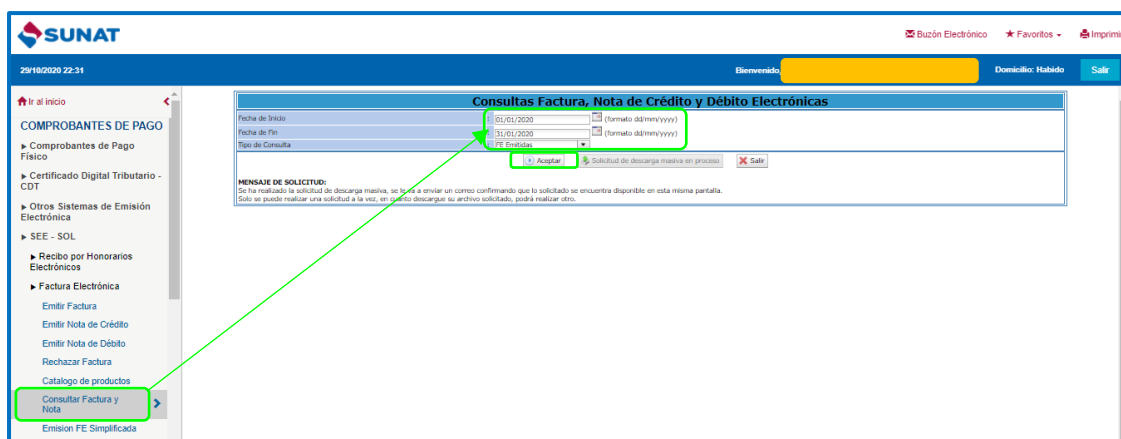 SUNAT
Buzón Electrónico
Favoritos
Imprimi
29/10/2020 22:31
Bienvenido,
Domicilio: Habido
Salir
Ir al inicio
COMPROBANTES DE PAGO
Comprobantes de Pago
Físico
Certificado Digital Tributario -
CDT
Otros Sistemas de Emisión
Electrónica
SEE - SOL
Recibo por Honorarios
Electrónicos
Factura Electrónica
Emitir Factura
Emitir Nota de Crédito
Emitir Nota de Débito
Rechazar Factura
Catalogo de productos
Consultar Factura y
Nota
Emision FE Simplificada
Consultas Factura, Nota de Crédito y Débito Electrónicas
Fecha de Inicio : 01/01/2020 (formato dd/mm/yyyy)
Fecha de Fin : 31/01/2020 (formato dd/mm/yyyy)
Tipo de Consulta : FE Emitidas
Aceptar Solicitud de descarga masiva en proceso Salir
MENSAJE DE SOLICITUD:
Se ha realizado la solicitud de descarga masiva, se le va a enviar un correo confirmando que lo solicitado se encuentra disponible en esta misma pantalla.
Solo se puede realizar una solicitud a la vez, en cuanto descargue su archivo solicitado, podrá realizar otro.